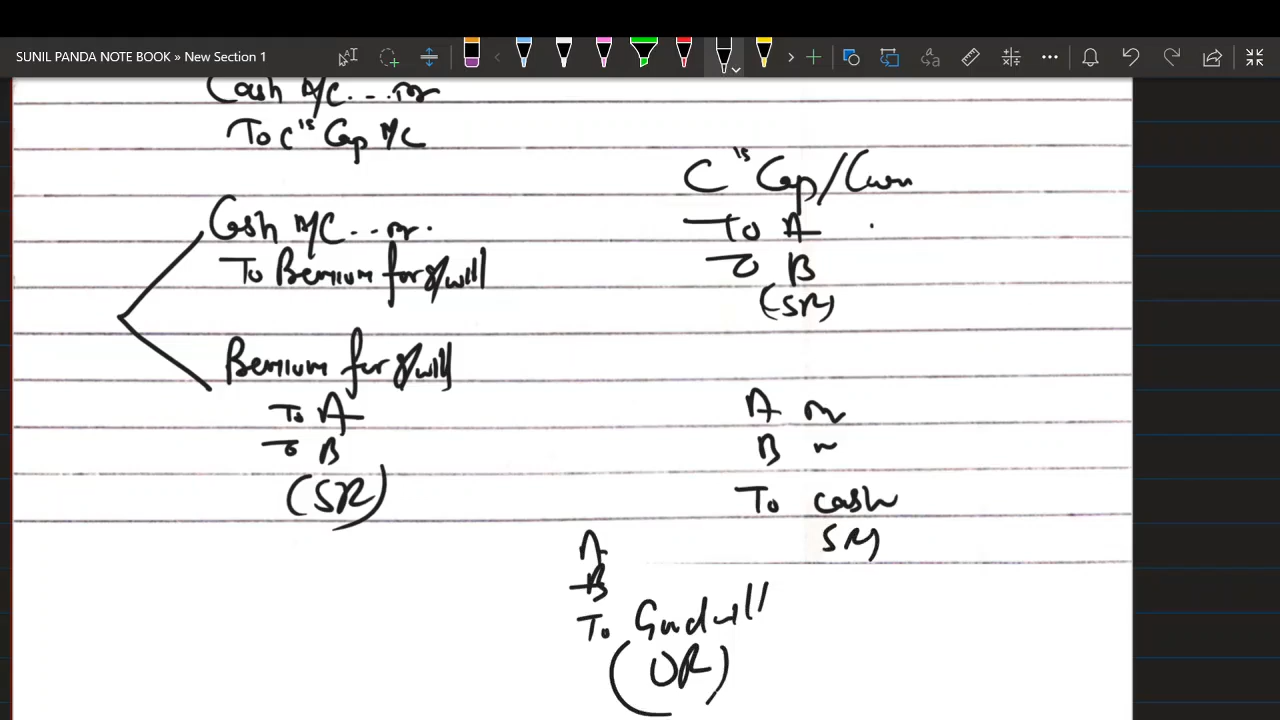 SUNIL PANDA NOTE BOOK » New Section 1
Cash A/C...Dr
To C's Cap A/C
Cash A/C...Dr.
To Premium for g/will
Premium for g/will
To A
To B
(SR)
C's Cap/Curr
To A
To B
(SR)
A Dr
B Dr
To cash
SR
A
B
To Goodwill
(OR)